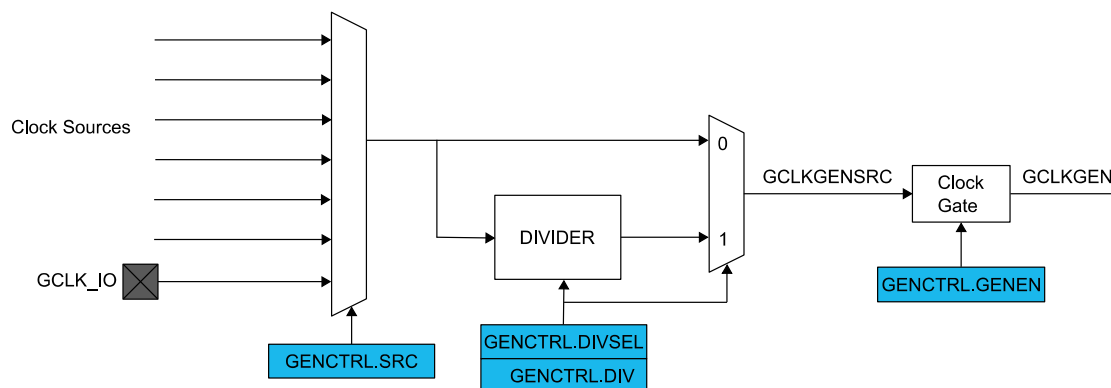 Clock Sources
GCLK_IO
GENCTRL.SRC
DIVIDER
GENCTRL.DIVSEL
GENCTRL.DIV
0
1
GCLKGENSRC
Clock
Gate
GENCTRL.GENEN
GCLKGEN